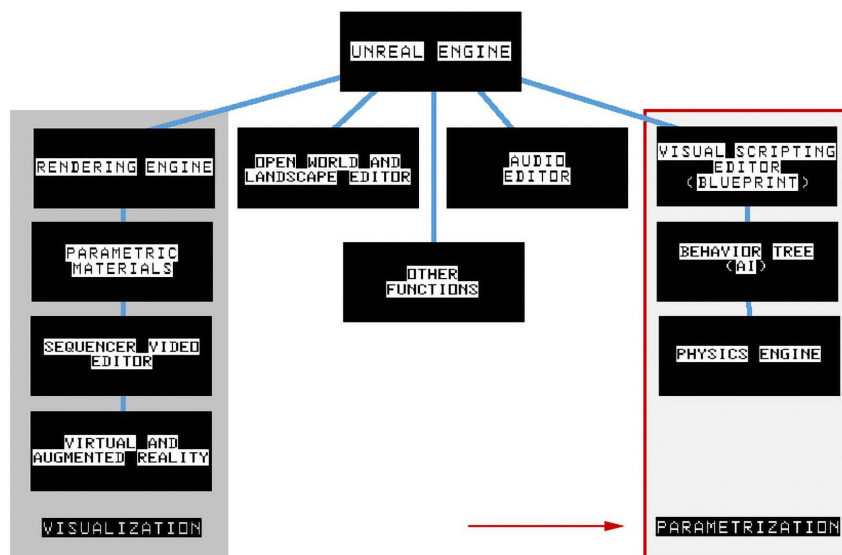 UNREAL ENGINE
RENDERING ENGINE
PARAMETRIC
MATERIALS
SEQUENCER VIDEO
EDITOR
VIRTUAL AND
AUGMENTED REALITY
VISUALIZATION
OPEN WORLD AND
LANDSCAPE EDITOR
AUDIO
EDITOR
OTHER
FUNCTIONS
VISUAL SCRIPTING
EDITOR
(BLUEPRINT)
BEHAVIOR TREE
(AI)
PHYSICS ENGINE
PARAMETRIZATION